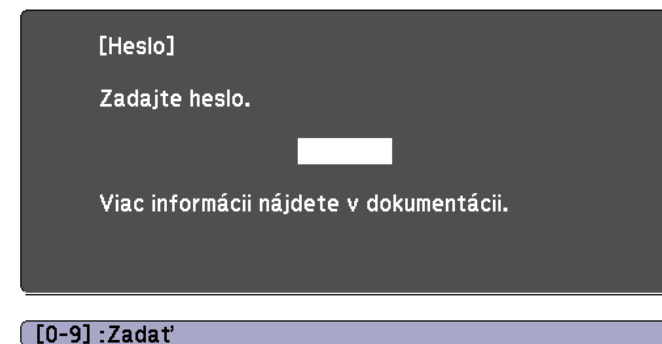 [Heslo]
Zadajte heslo.
Viac informácii nájdete v dokumentácii.
[0-9] :Zadať